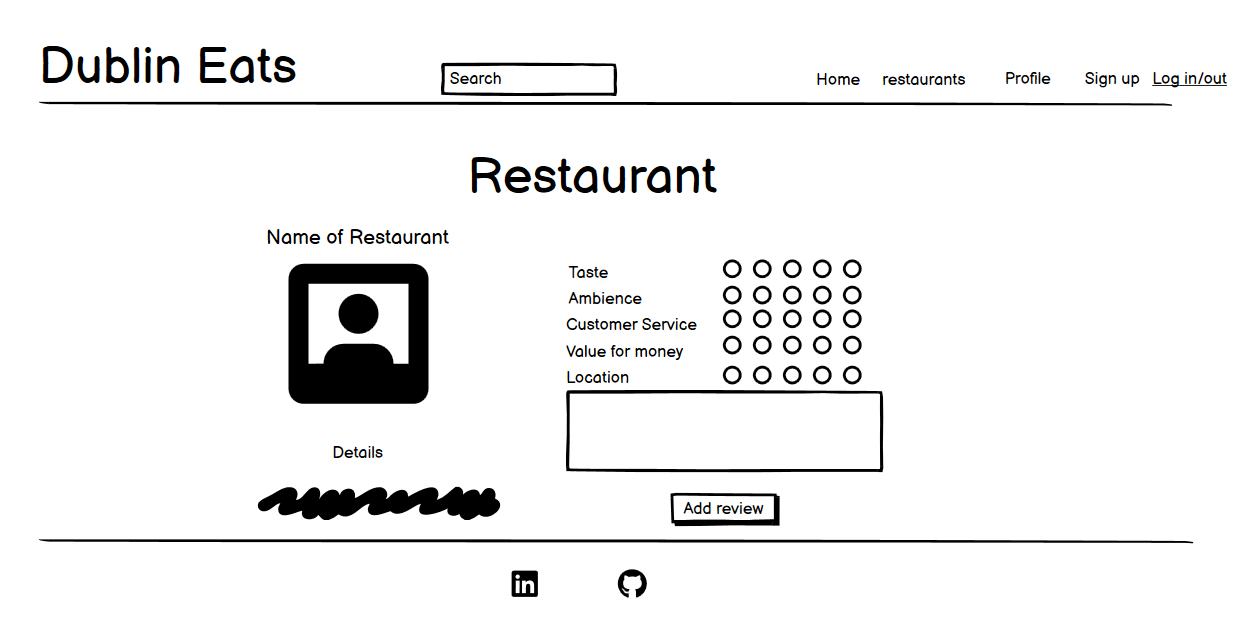 Dublin Eats
Search
Home restaurants Profile Sign up Log in/out
Restaurant
Name of Restaurant
Taste
Ambience
Customer Service
Value for money
Location
Details
Add review
in